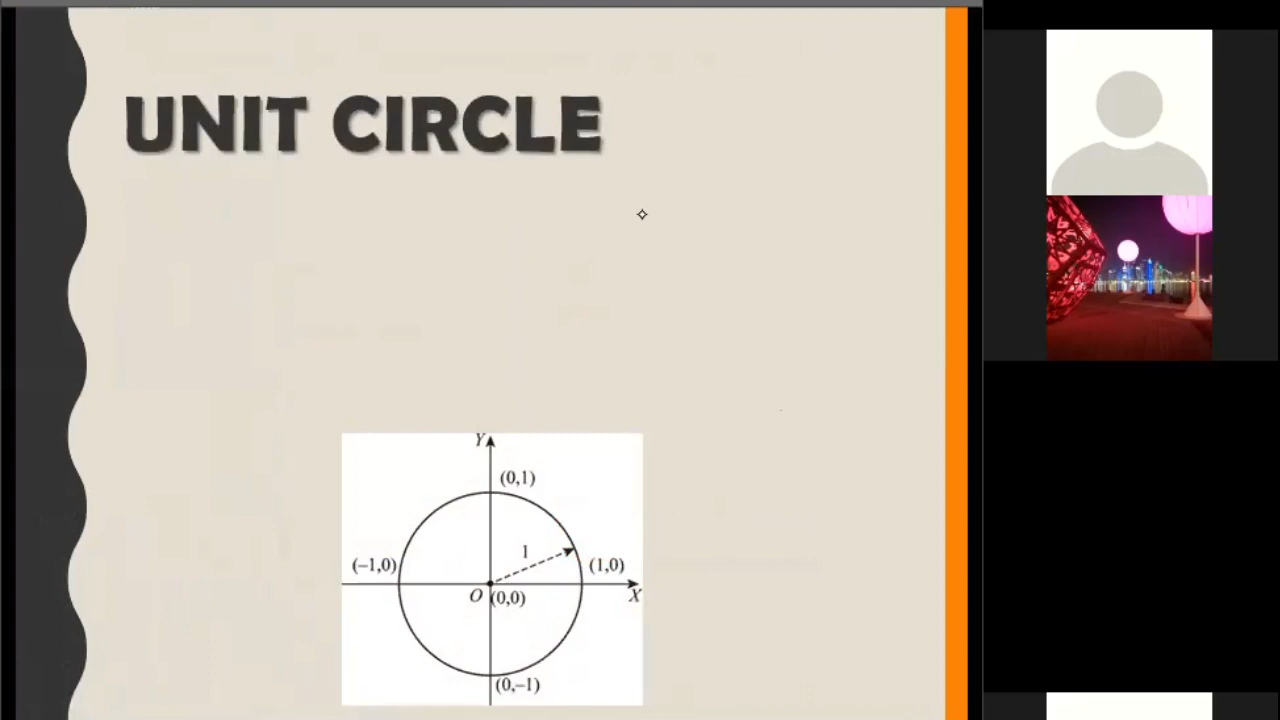 UNIT CIRCLE
Y
(0,1)
1
(–1,0)
(1,0)
O
(0,0)
X
(0,–1)